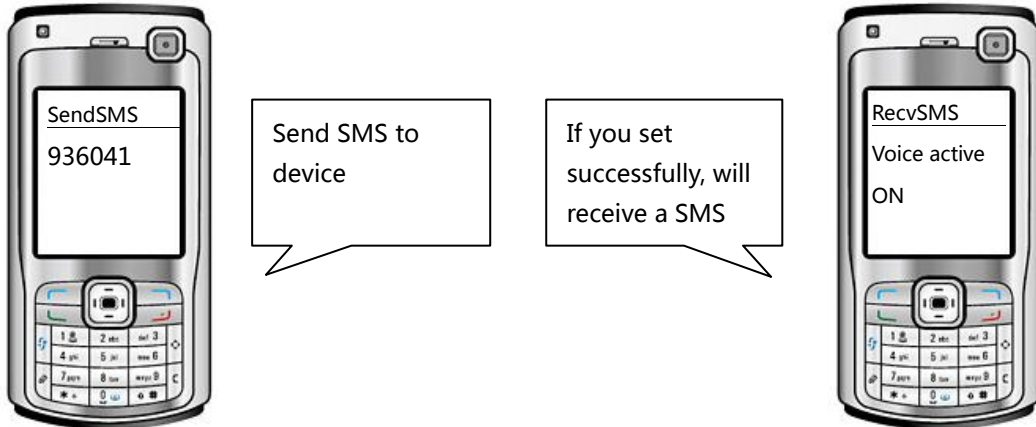 SendSMS
936041
Send SMS to
device
If you set
successfully, will
receive a SMS
RecvSMS
Voice active
ON